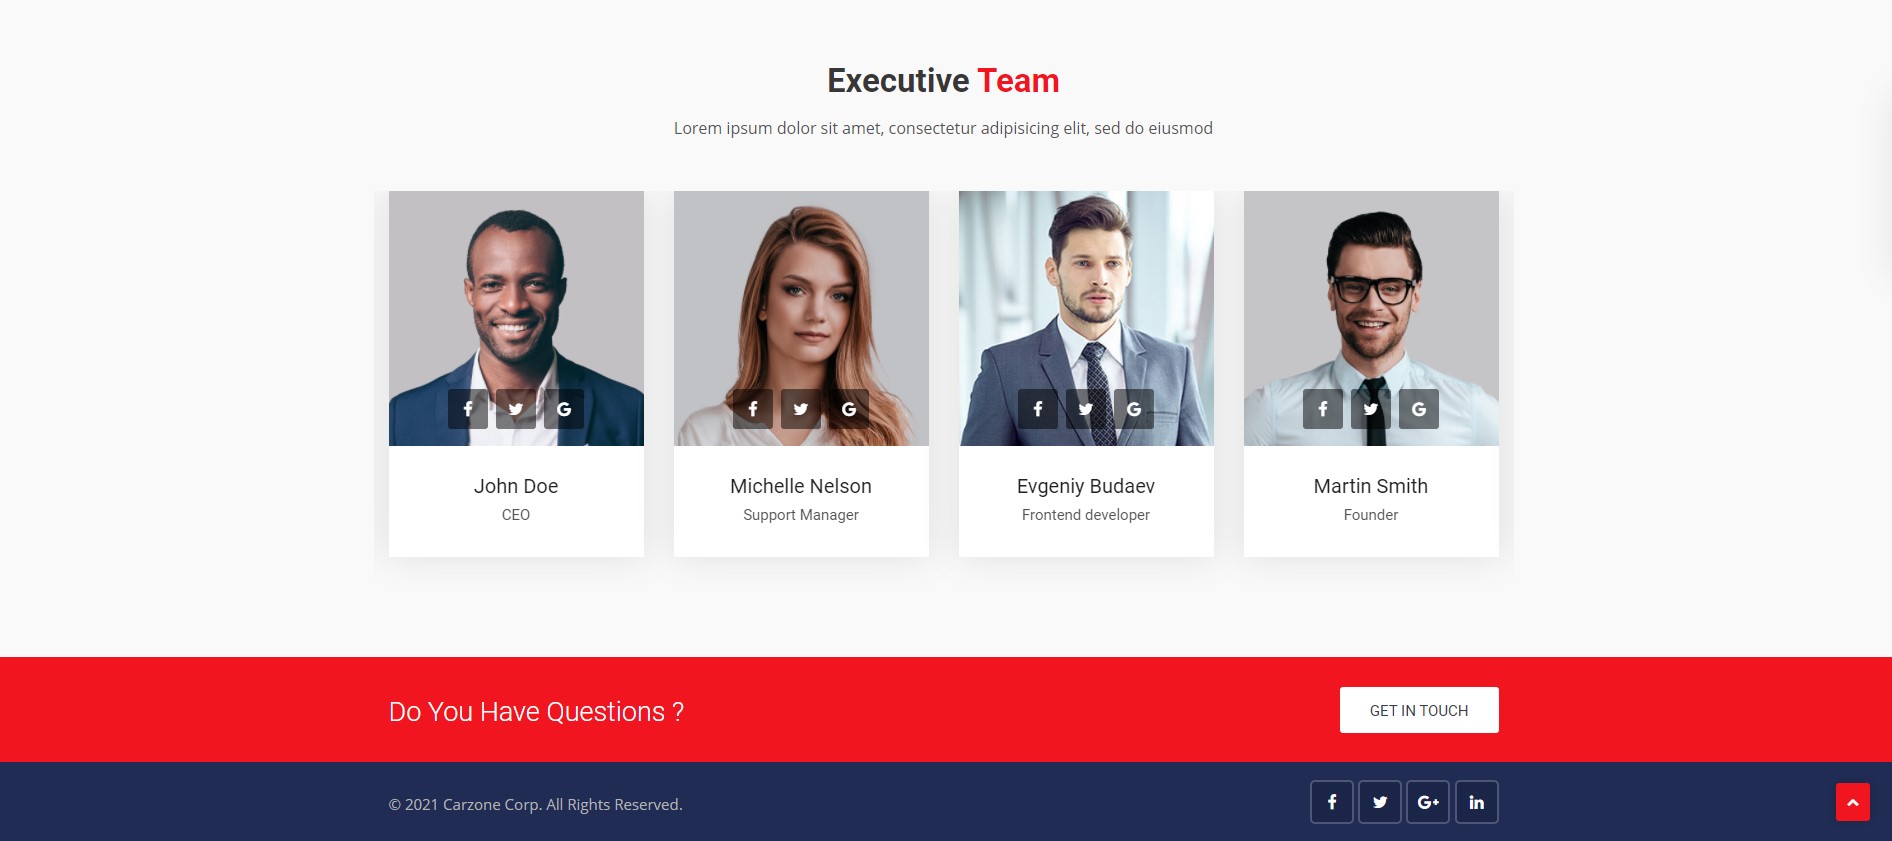 Executive Team
Lorem ipsum dolor sit amet, consectetur adipisicing elit, sed do eiusmod
John Doe
CEO
Michelle Nelson
Support Manager
Evgeniy Budaev
Frontend developer
Martin Smith
Founder
Do You Have Questions ?
GET IN TOUCH
© 2021 Carzone Corp. All Rights Reserved.